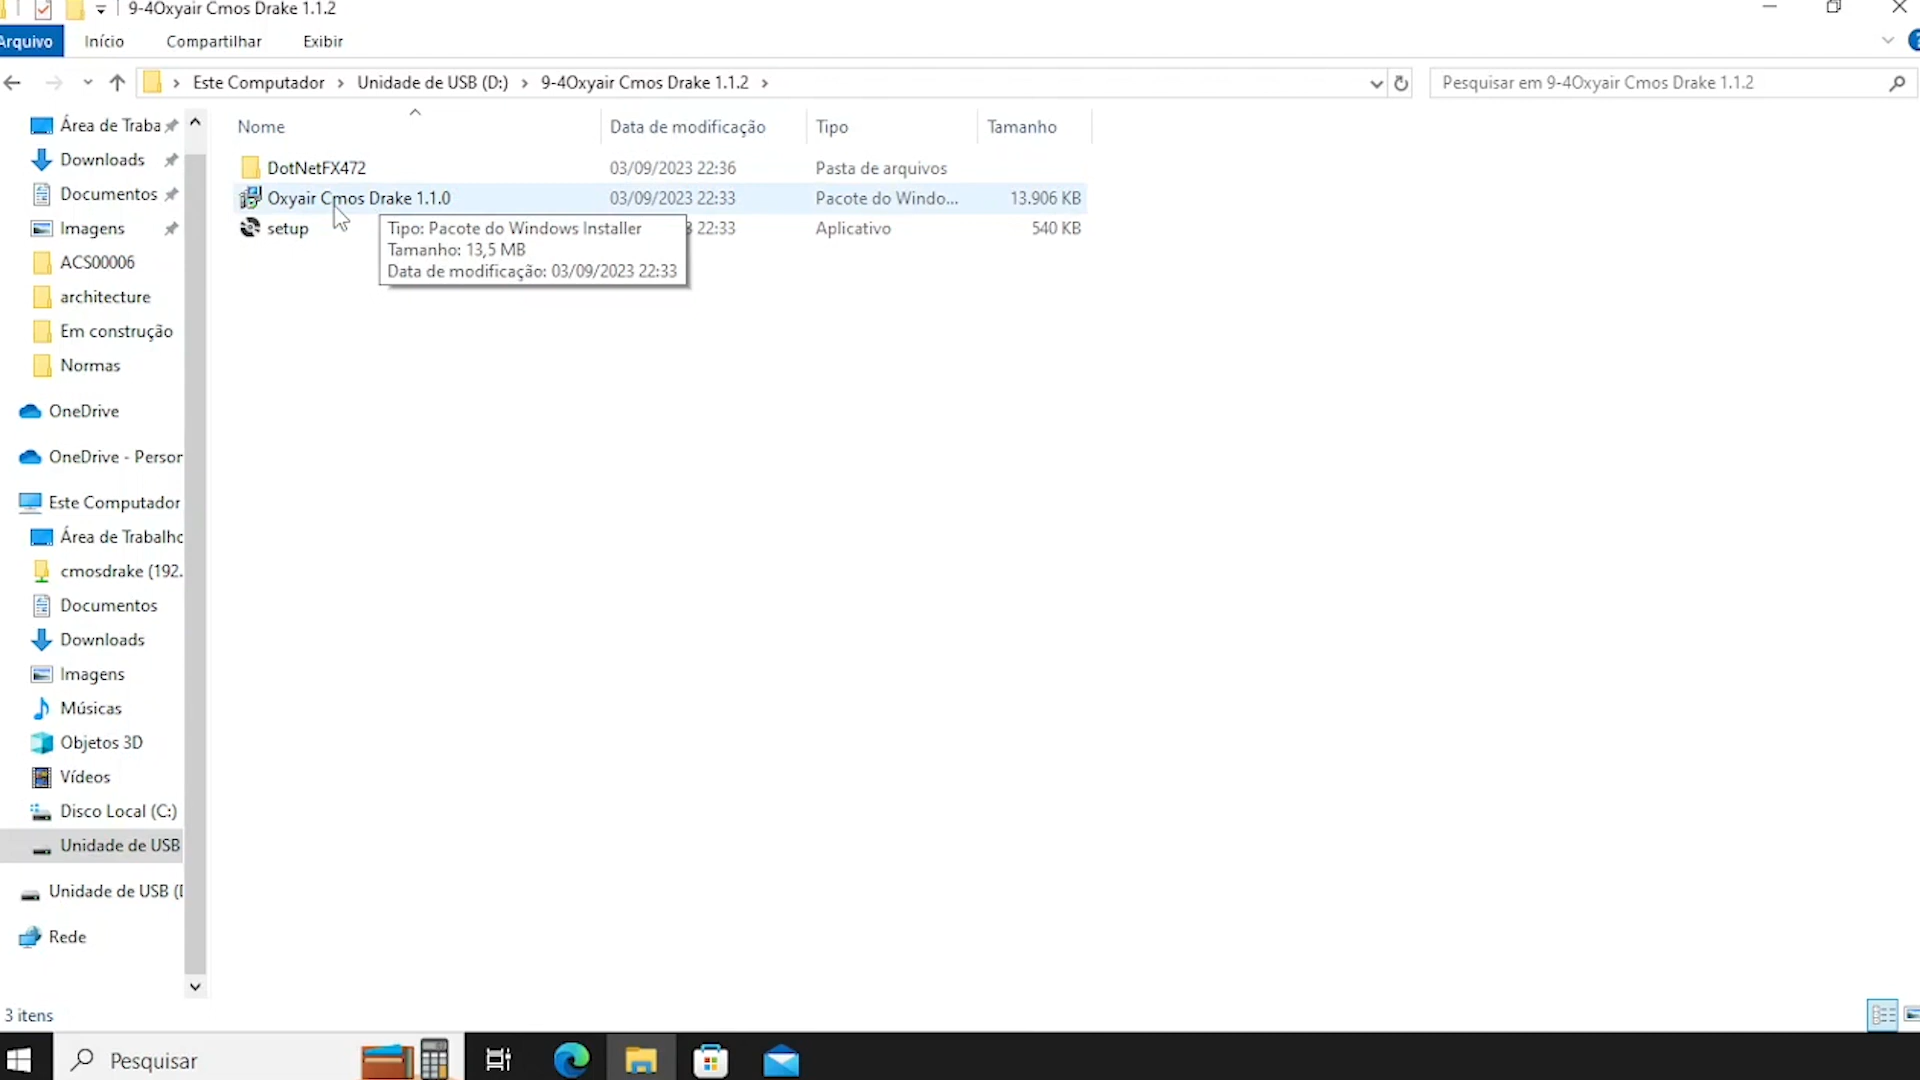 9-4Oxyair Cmos Drake 1.1.2
Arquivo Início Compartilhar Exibir
Este Computador Unidade de USB (D:) 9-4Oxyair Cmos Drake 1.1.2 Pesquisar em 9-4Oxyair Cmos Drake 1.1.2
Nome Data de modificação Tipo Tamanho
DotNetFX472 03/09/2023 22:36 Pasta de arquivos
Oxyair Cmos Drake 1.1.0 03/09/2023 22:33 Pacote do Windo... 13.906 KB
setup 22:33 Aplicativo 540 KB
Tipo: Pacote do Windows Installer
Tamanho: 13,5 MB
Data de modificação: 03/09/2023 22:33
Área de Traba
Downloads
Documentos
Imagens
ACS00006
architecture
Em construção
Normas
OneDrive
OneDrive - Person
Este Computador
Área de Trabalho
cmosdrake (192.
Documentos
Downloads
Imagens
Músicas
Objetos 3D
Vídeos
Disco Local (C:)
Unidade de USB
Unidade de USB (D
Rede
3 itens
Pesquisar